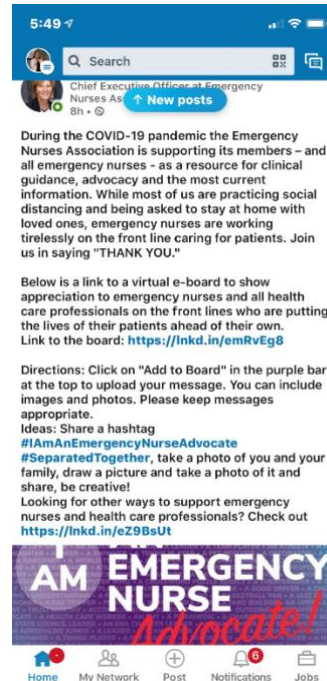 5:49
Search
Chief Executive Officer at Emergency
Nurses As
↑ New posts
8h •
During the COVID-19 pandemic the Emergency
Nurses Association is supporting its members – and
all emergency nurses - as a resource for clinical
guidance, advocacy and the most current
information. While most of us are practicing social
distancing and being asked to stay at home with
loved ones, emergency nurses are working
tirelessly on the front line caring for patients. Join
us in saying "THANK YOU."
Below is a link to a virtual e-board to show
appreciation to emergency nurses and all health
care professionals on the front lines who are putting
the lives of their patients ahead of their own.
Link to the board: https://lnkd.in/emRvEg8
Directions: Click on "Add to Board" in the purple bar
at the top to upload your message. You can include
images and photos. Please keep messages
appropriate.
Ideas: Share a hashtag
#IAmAnEmergencyNurseAdvocate
#SeparatedTogether, take a photo of you and your
family, draw a picture and take a photo of it and
share, be creative!
Looking for other ways to support emergency
nurses and health care professionals? Check out
https://lnkd.in/eZ9BsUt
I AM
AM EMERGENCY
NURSE
Advocate!
Home My Network Post Notifications 6 Jobs